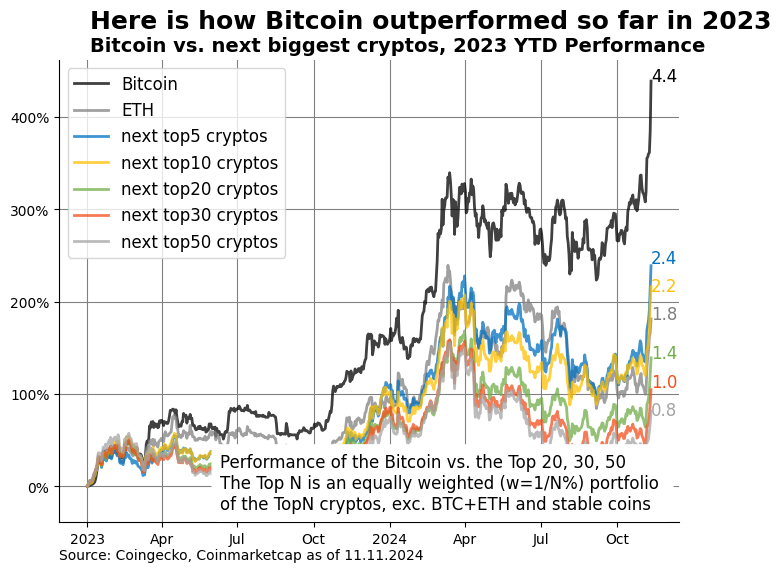 Here is how Bitcoin outperformed so far in 2023
Bitcoin vs. next biggest cryptos, 2023 YTD Performance
Bitcoin
ETH
next top5 cryptos
next top10 cryptos
next top20 cryptos
next top30 cryptos
next top50 cryptos
400%
300%
200%
100%
0%
4.4
2.4
2.2
1.8
1.4
1.0
0.8
Performance of the Bitcoin vs. the Top 20, 30, 50
The Top N is an equally weighted (w=1/N%) portfolio
of the TopN cryptos, exc. BTC+ETH and stable coins
2023 Apr Jul Oct 2024 Apr Jul Oct
Source: Coingecko, Coinmarketcap as of 11.11.2024